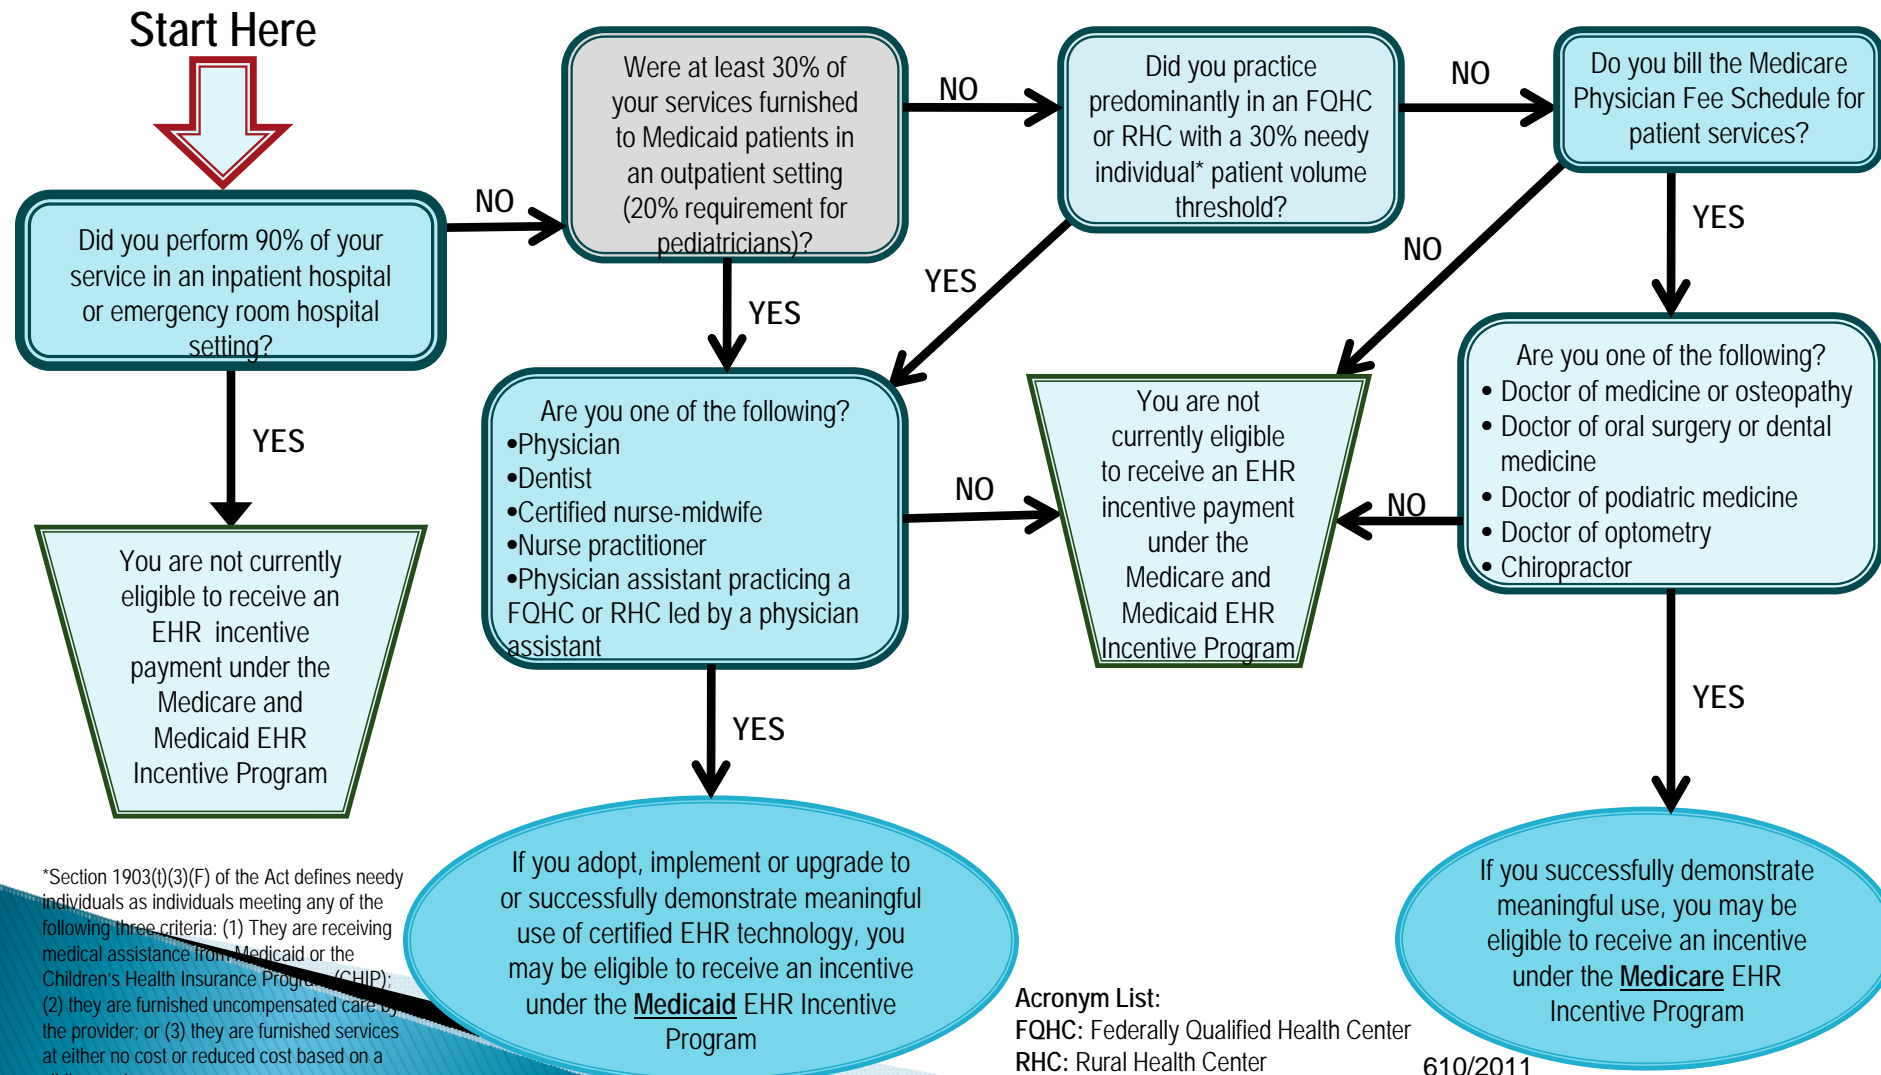 Start Here
Did you perform 90% of your
service in an inpatient hospital
or emergency room hospital
setting?
NO
YES
You are not currently
eligible to receive an
EHR incentive
payment under the
Medicare and
Medicaid EHR
Incentive Program
Were at least 30% of
your services furnished
to Medicaid patients in
an outpatient setting
(20% requirement for
pediatricians)?
NO
YES
Did you practice
predominantly in an FQHC
or RHC with a 30% needy
individual* patient volume
threshold?
NO
YES
Do you bill the Medicare
Physician Fee Schedule for
patient services?
NO
YES
Are you one of the following?
•Physician
•Dentist
•Certified nurse-midwife
•Nurse practitioner
•Physician assistant practicing a
FQHC or RHC led by a physician
assistant
NO
YES
You are not
currently eligible
to receive an EHR
incentive payment
under the
Medicare and
Medicaid EHR
Incentive Program
Are you one of the following?
• Doctor of medicine or osteopathy
• Doctor of oral surgery or dental
medicine
• Doctor of podiatric medicine
• Doctor of optometry
• Chiropractor
NO
YES
If you adopt, implement or upgrade to
or successfully demonstrate meaningful
use of certified EHR technology, you
may be eligible to receive an incentive
under the Medicaid EHR Incentive
Program
If you successfully demonstrate
meaningful use, you may be
eligible to receive an incentive
under the Medicare EHR
Incentive Program
*Section 1903(t)(3)(F) of the Act defines needy
individuals as individuals meeting any of the
following three criteria: (1) They are receiving
medical assistance from Medicaid or the
Children's Health Insurance Program (CHIP);
(2) they are furnished uncompensated care by
the provider; or (3) they are furnished services
at either no cost or reduced cost based on a
Acronym List:
FQHC: Federally Qualified Health Center
RHC: Rural Health Center
610/2011